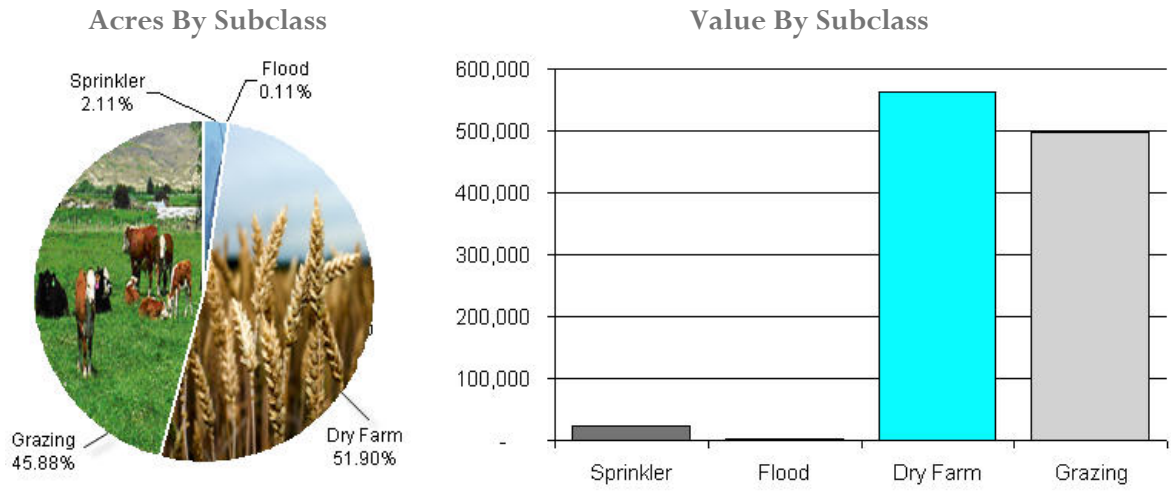 Acres By Subclass
Sprinkler
2.11%
Flood
0.11%
Grazing
45.88%
Dry Farm
51.90%
Value By Subclass
600,000
500,000
400,000
300,000
200,000
100,000
-
Sprinkler Flood Dry Farm Grazing